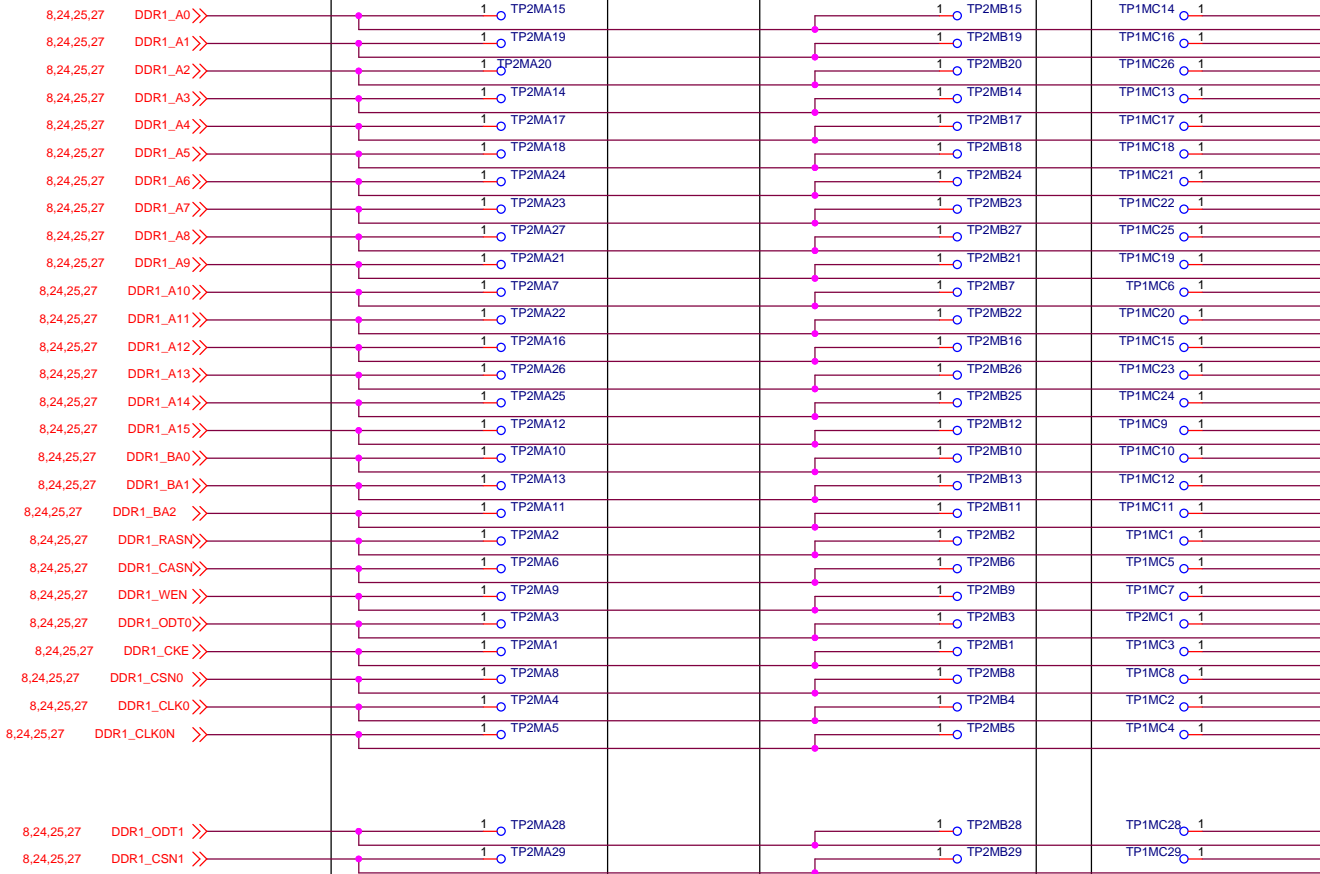 8,24,25,27 DDR1_A0 1 TP2MA15 1 TP2MB15 TP1MC14 1
8,24,25,27 DDR1_A1 1 TP2MA19 1 TP2MB19 TP1MC16 1
8,24,25,27 DDR1_A2 1 TP2MA20 1 TP2MB20 TP1MC26 1
8,24,25,27 DDR1_A3 1 TP2MA14 1 TP2MB14 TP1MC13 1
8,24,25,27 DDR1_A4 1 TP2MA17 1 TP2MB17 TP1MC17 1
8,24,25,27 DDR1_A5 1 TP2MA18 1 TP2MB18 TP1MC18 1
8,24,25,27 DDR1_A6 1 TP2MA24 1 TP2MB24 TP1MC21 1
8,24,25,27 DDR1_A7 1 TP2MA23 1 TP2MB23 TP1MC22 1
8,24,25,27 DDR1_A8 1 TP2MA27 1 TP2MB27 TP1MC25 1
8,24,25,27 DDR1_A9 1 TP2MA21 1 TP2MB21 TP1MC19 1
8,24,25,27 DDR1_A10 1 TP2MA7 1 TP2MB7 TP1MC6 1
8,24,25,27 DDR1_A11 1 TP2MA22 1 TP2MB22 TP1MC20 1
8,24,25,27 DDR1_A12 1 TP2MA16 1 TP2MB16 TP1MC15 1
8,24,25,27 DDR1_A13 1 TP2MA26 1 TP2MB26 TP1MC23 1
8,24,25,27 DDR1_A14 1 TP2MA25 1 TP2MB25 TP1MC24 1
8,24,25,27 DDR1_A15 1 TP2MA12 1 TP2MB12 TP1MC9 1
8,24,25,27 DDR1_BA0 1 TP2MA10 1 TP2MB10 TP1MC10 1
8,24,25,27 DDR1_BA1 1 TP2MA13 1 TP2MB13 TP1MC12 1
8,24,25,27 DDR1_BA2 1 TP2MA11 1 TP2MB11 TP1MC11 1
8,24,25,27 DDR1_RASN 1 TP2MA2 1 TP2MB2 TP1MC1 1
8,24,25,27 DDR1_CASN 1 TP2MA6 1 TP2MB6 TP1MC5 1
8,24,25,27 DDR1_WEN 1 TP2MA9 1 TP2MB9 TP1MC7 1
8,24,25,27 DDR1_ODT0 1 TP2MA3 1 TP2MB3 TP2MC1 1
8,24,25,27 DDR1_CKE 1 TP2MA1 1 TP2MB1 TP1MC3 1
8,24,25,27 DDR1_CSN0 1 TP2MA8 1 TP2MB8 TP1MC8 1
8,24,25,27 DDR1_CLK0 1 TP2MA4 1 TP2MB4 TP1MC2 1
8,24,25,27 DDR1_CLK0N 1 TP2MA5 1 TP2MB5 TP1MC4 1
8,24,25,27 DDR1_ODT1 1 TP2MA28 1 TP2MB28 TP1MC28 1
8,24,25,27 DDR1_CSN1 1 TP2MA29 1 TP2MB29 TP1MC29 1